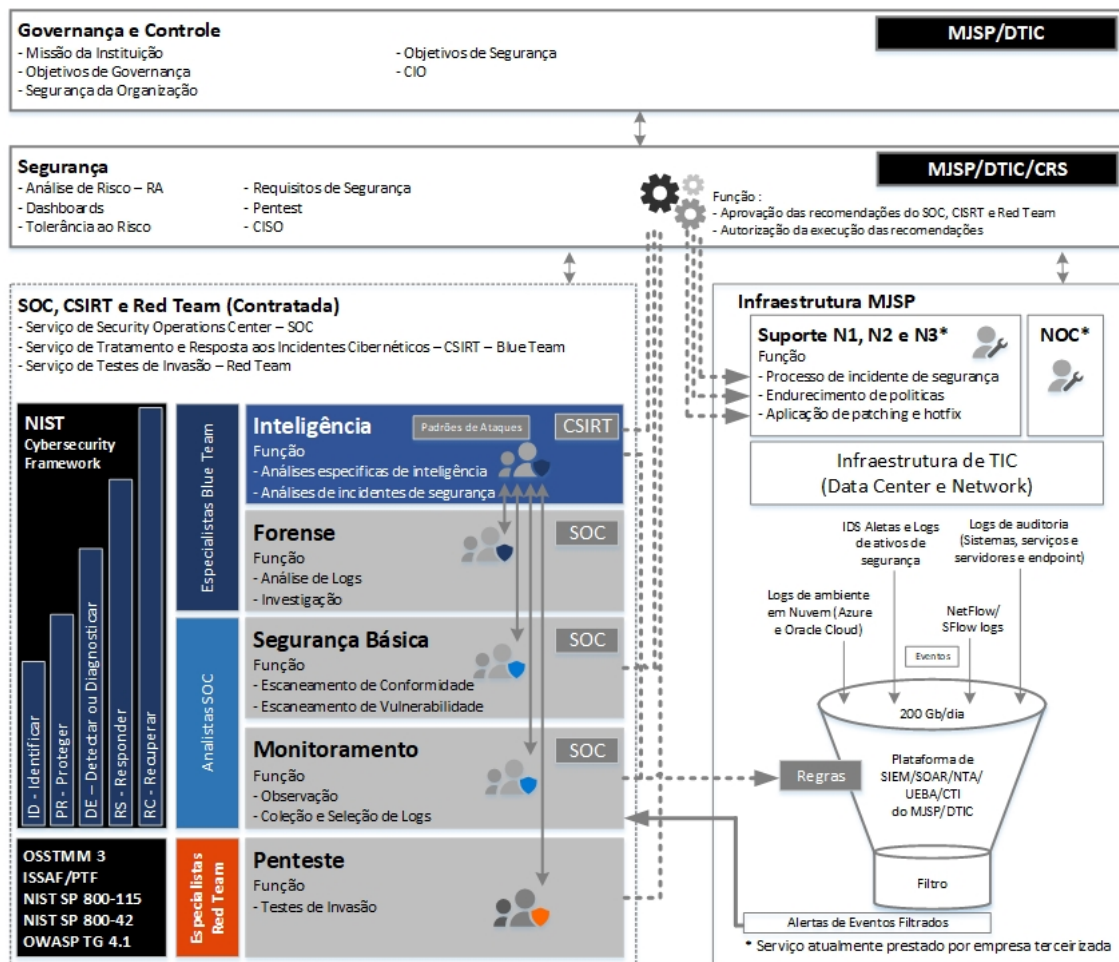 Governança e Controle
- Missão da Instituição
- Objetivos de Governança
- Segurança da Organização
- Objetivos de Segurança
- CIO
MJSP/DTIC
Segurança
- Análise de Risco – RA
- Dashboards
- Tolerância ao Risco
- Requisitos de Segurança
- Pentest
- CISO
MJSP/DTIC/CRS
Função :
- Aprovação das recomendações do SOC, CISRT e Red Team
- Autorização da execução das recomendações
SOC, CSIRT e Red Team (Contratada)
- Serviço de Security Operations Center – SOC
- Serviço de Tratamento e Resposta aos Incidentes Cibernéticos – CSIRT – Blue Team
- Serviço de Testes de Invasão – Red Team
NIST
Cybersecurity
Framework
ID - Identificar
PR - Proteger
DE – Detectar ou Diagnosticar
RS - Responder
RC - Recuperar
OSSTMM 3
ISSAF/PTF
NIST SP 800-115
NIST SP 800-42
OWASP TG 4.1
Especialistas Blue Team
Analistas SOC
Especialistas
Red Team
Inteligência
Padrões de Ataques
CSIRT
Função
- Análises especificas de inteligência
- Análises de incidentes de segurança
Forense
SOC
Função
- Análise de Logs
- Investigação
Segurança Básica
SOC
Função
- Escaneamento de Conformidade
- Escaneamento de Vulnerabilidade
Monitoramento
SOC
Função
- Observação
- Coleção e Seleção de Logs
Penteste
Função
- Testes de Invasão
Infraestrutura MJSP
Suporte N1, N2 e N3*
Função
- Processo de incidente de segurança
- Endurecimento de politicas
- Aplicação de patching e hotfix
NOC*
Infraestrutura de TIC
(Data Center e Network)
IDS Aletas e Logs
de ativos de
segurança
Logs de auditoria
(Sistemas, serviços e
servidores e endpoint)
Logs de ambiente
em Nuvem (Azure
e Oracle Cloud)
NetFlow/
SFlow logs
Eventos
200 Gb/dia
Regras
Plataforma de
SIEM/SOAR/NTA/
UEBA/CTI
do MJSP/DTIC
Filtro
Alertas de Eventos Filtrados
* Serviço atualmente prestado por empresa terceirizada